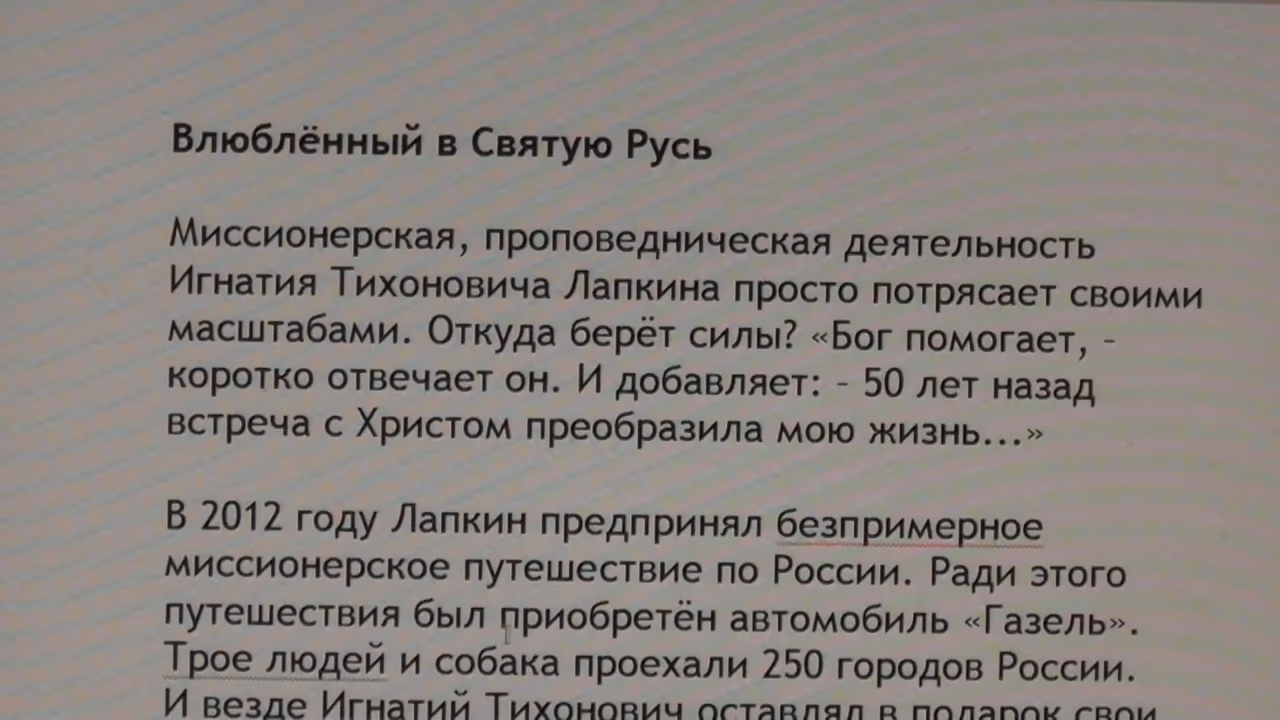 Влюблённый в Святую Русь
Миссионерская, проповедническая деятельность
Игнатия Тихоновича Лапкина просто потрясает своими
масштабами. Откуда берёт силы? «Бог помогает, -
коротко отвечает он. И добавляет: - 50 лет назад
встреча с Христом преобразила мою жизнь...»
В 2012 году Лапкин предпринял безпримерное
миссионерское путешествие по России. Ради этого
путешествия был приобретён автомобиль «Газель».
Трое людей и собака проехали 250 городов России.
И везде Игнатий Тихонович оставлял в подарок свои